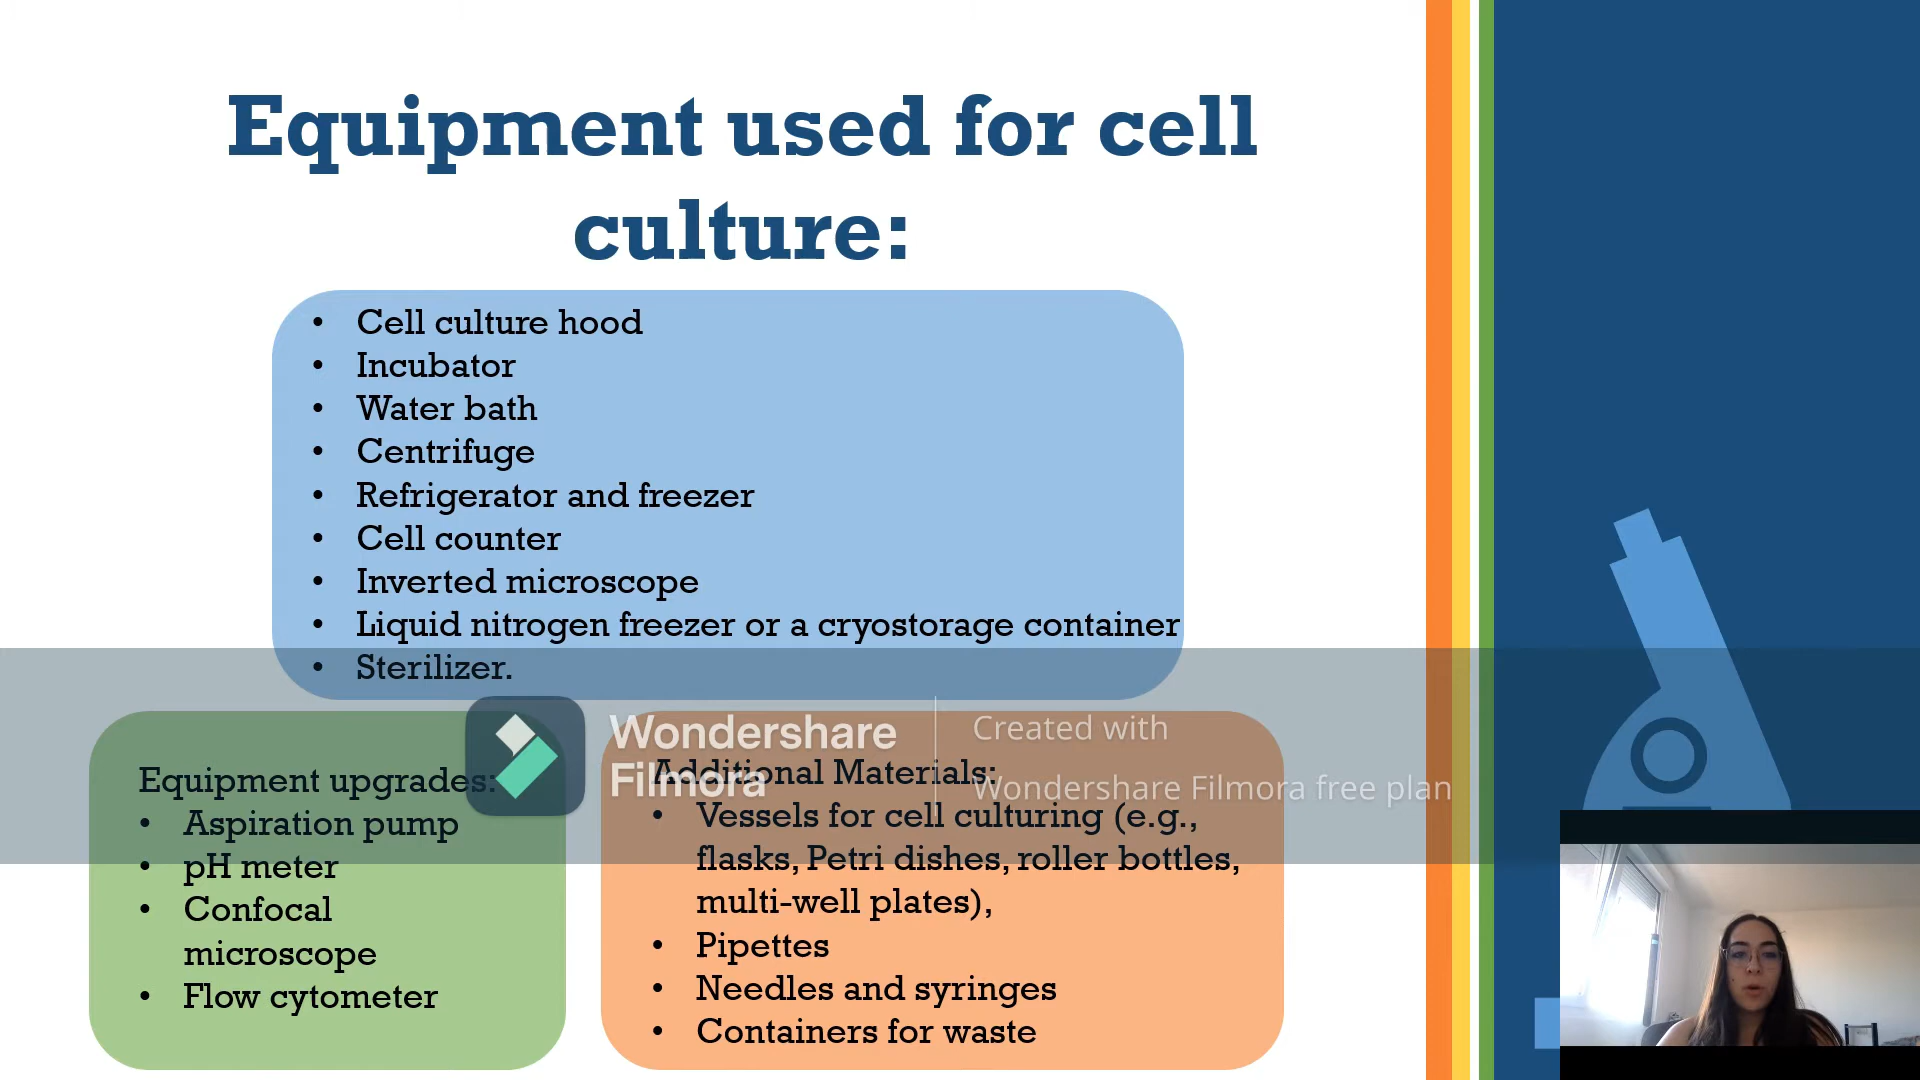 Equipment used for cell
culture:
• Cell culture hood
• Incubator
• Water bath
• Centrifuge
• Refrigerator and freezer
• Cell counter
• Inverted microscope
• Liquid nitrogen freezer or a cryostorage container
• Sterilizer.
Equipment upgrades:
• Aspiration pump
• pH meter
• Confocal
microscope
• Flow cytometer
Additional Materials:
• Vessels for cell culturing (e.g.,
flasks, Petri dishes, roller bottles,
multi-well plates),
• Pipettes
• Needles and syringes
• Containers for waste
Wondershare
Filmora
Created with
Wondershare Filmora free plan